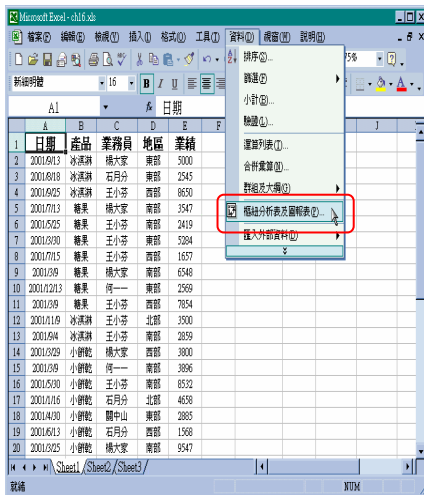 Microsoft Excel - ch16.xls
檔案(F) 編輯(E) 檢視(V) 插入(I) 格式(O) 工具(T) 資料(D) 視窗(W) 說明(H)
新細明體 16 B I U
A1 fx 日期
排序(S)...
篩選(F)
小計(B)...
驗證(L)...
運算列表(T)...
合併彙算(N)...
群組及大綱(G)
樞紐分析表及圖報表(P)...
匯入外部資料(D)
A B C D E F J
1 日期 產品 業務員 地區 業績
2 2001/9/13 冰淇淋 楊大家 東部 5000
3 2001/8/18 冰淇淋 石月分 東部 2545
4 2001/9/25 冰淇淋 王小芬 西部 8650
5 2001/7/13 糖果 楊大家 南部 3547
6 2001/5/25 糖果 王小芬 南部 2419
7 2001/3/30 糖果 王小芬 東部 5284
8 2001/7/15 糖果 王小芬 西部 1657
9 2001/3/9 糖果 楊大家 南部 6548
10 2001/12/13 糖果 何一一 東部 2569
11 2001/3/9 糖果 王小芬 西部 7854
12 2001/11/9 冰淇淋 王小芬 北部 3500
13 2001/9/4 冰淇淋 王小芬 南部 2859
14 2001/3/29 小餅乾 楊大家 西部 3800
15 2001/3/9 小餅乾 何一一 南部 3896
16 2001/5/30 小餅乾 王小芬 南部 8532
17 2001/1/16 小餅乾 石月分 北部 4658
18 2001/4/30 小餅乾 關中山 東部 2885
19 2001/6/13 小餅乾 石月分 西部 1568
20 2001/3/25 小餅乾 楊大家 南部 9547
Sheet1 Sheet2 Sheet3
就緒 NUM